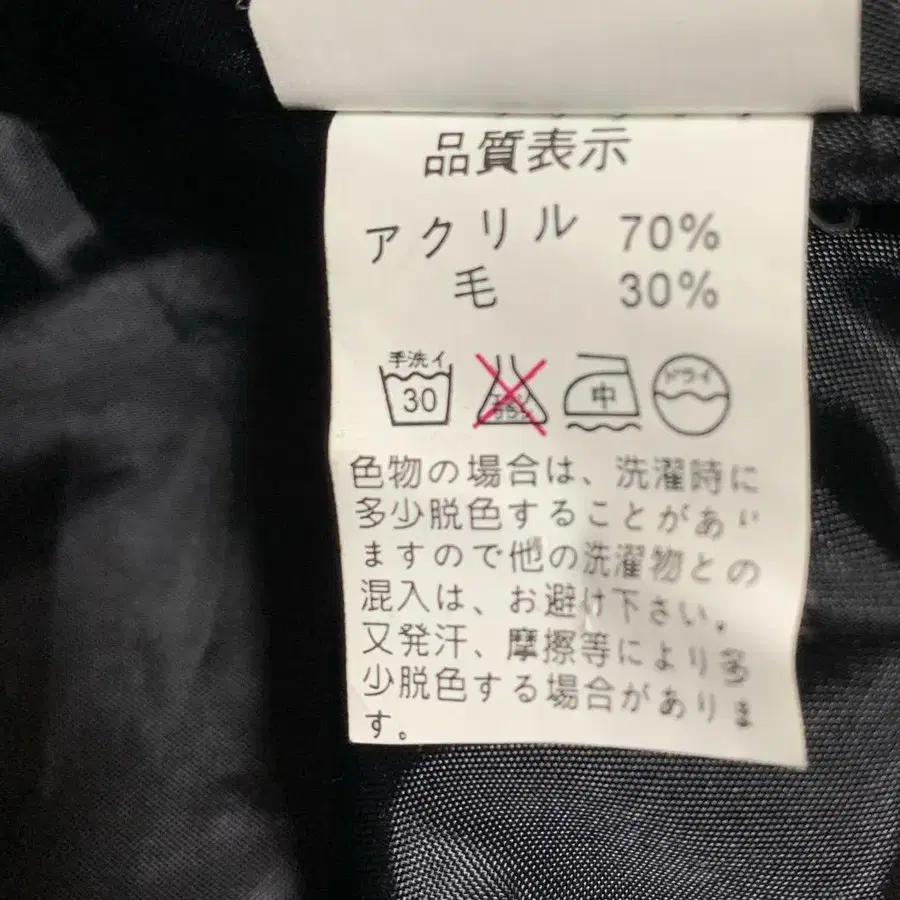 品質表示
アクリル 70%
毛 30%
手洗イ
30
中
ドライ
色物の場合は、洗濯時に
多少脱色することがあい
ますので他の洗濯物との
混入は、お避け下さい。
又発汗、摩擦等により多
少脱色する場合がありま
す。